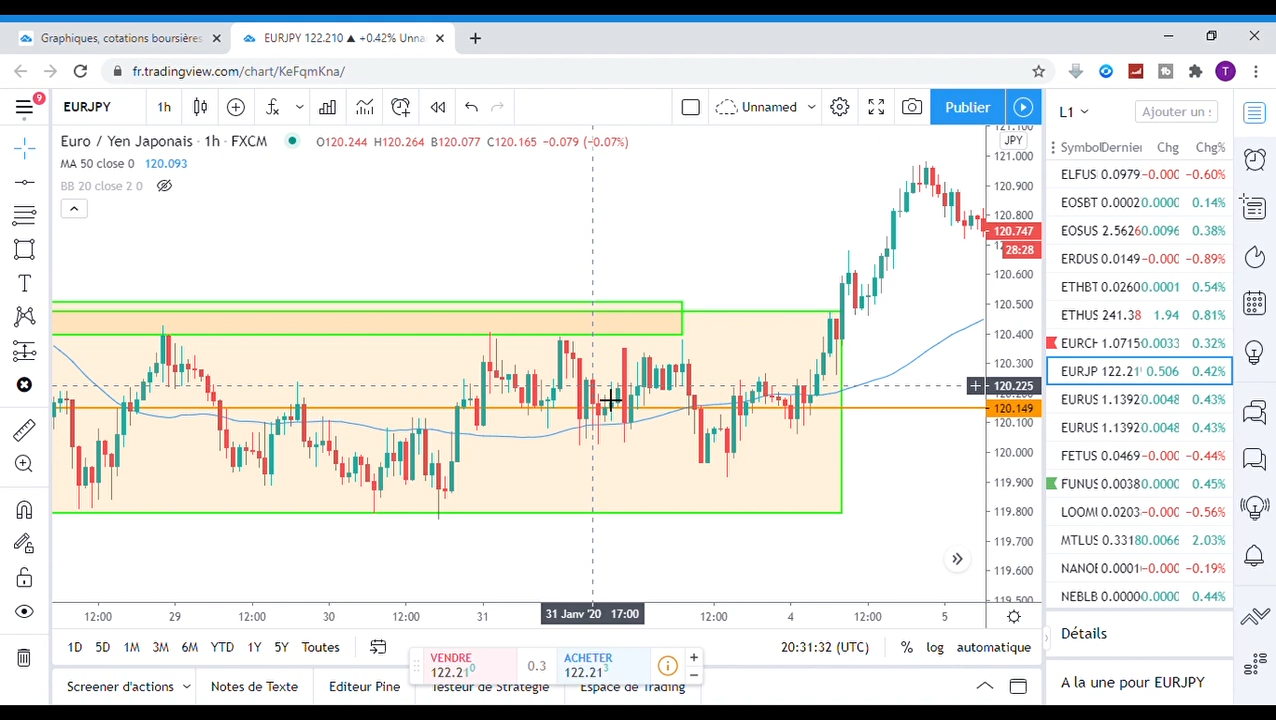 Graphiques, cotations boursières
EURJPY 122.210 ▲ +0.42% Unna
fr.tradingview.com/chart/KeFqmKna/
T
9
EURJPY
1h
Unnamed
Publier
L1
Ajouter un s
Euro / Yen Japonais · 1h · FXCM
O120.244 H120.264 B120.077 C120.165 -0.079 (-0.07%)
MA 50 close 0 120.093
BB 20 close 2 0
JPY
121.100
121.000
120.900
120.800
120.747
28:28
120.600
120.500
120.400
120.300
120.225
120.149
120.100
120.000
119.900
119.800
119.700
119.600
119.500
12:00
29
12:00
30
12:00
31
31 Janv '20 17:00
12:00
4
12:00
5
Symbol Dernier Chg Chg%
ELFUS 0.0979 -0.000 -0.60%
EOSBT 0.0002 0.0000 0.14%
EOSUS 2.5626 0.0096 0.38%
ERDUS 0.0149 -0.000 -0.89%
ETHBT 0.0260 0.0001 0.54%
ETHUS 241.38 1.94 0.81%
EURCH 1.0715 0.0033 0.32%
EURJP 122.21 0.506 0.42%
EURUS 1.1392 0.0048 0.43%
EURUS 1.1392 0.0048 0.43%
FETUS 0.0469 -0.000 -0.44%
FUNUS 0.0038 0.0000 0.45%
LOOMI 0.0203 -0.000 -0.56%
MTLUS 0.3318 0.0066 2.03%
NANOB 0.0001 -0.000 -0.19%
NEBLB 0.0000 0.0000 0.44%
Détails
A la une pour EURJPY
1D 5D 1M 3M 6M YTD 1Y 5Y Toutes
20:31:32 (UTC) % log automatique
VENDRE
122.210
0.3
ACHETER
122.213
Screener d'actions
Notes de Texte
Editeur Pine
Testeur de Stratégie
Espace de Trading